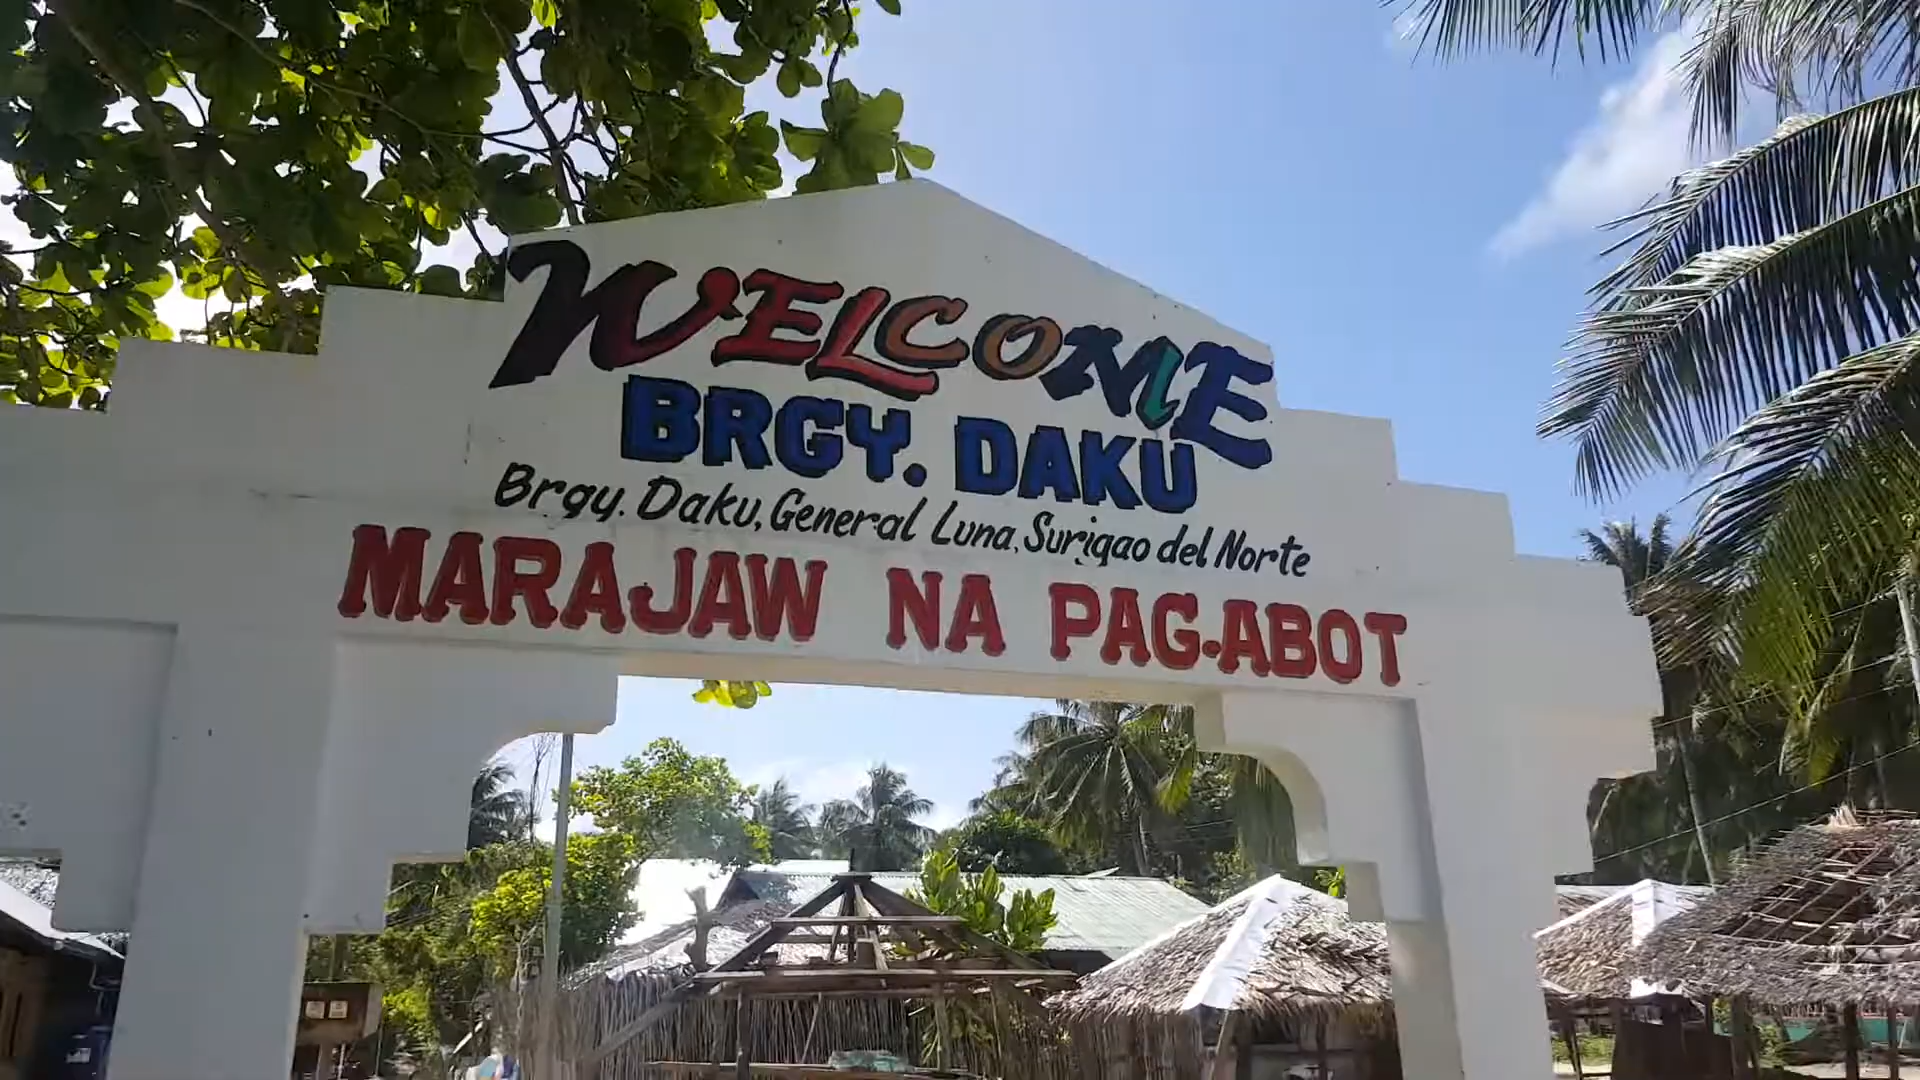 WELCOME
BRGY. DAKU
Brgy. Daku, General Luna, Surigao del Norte
MARAJAW NA PAG-ABOT